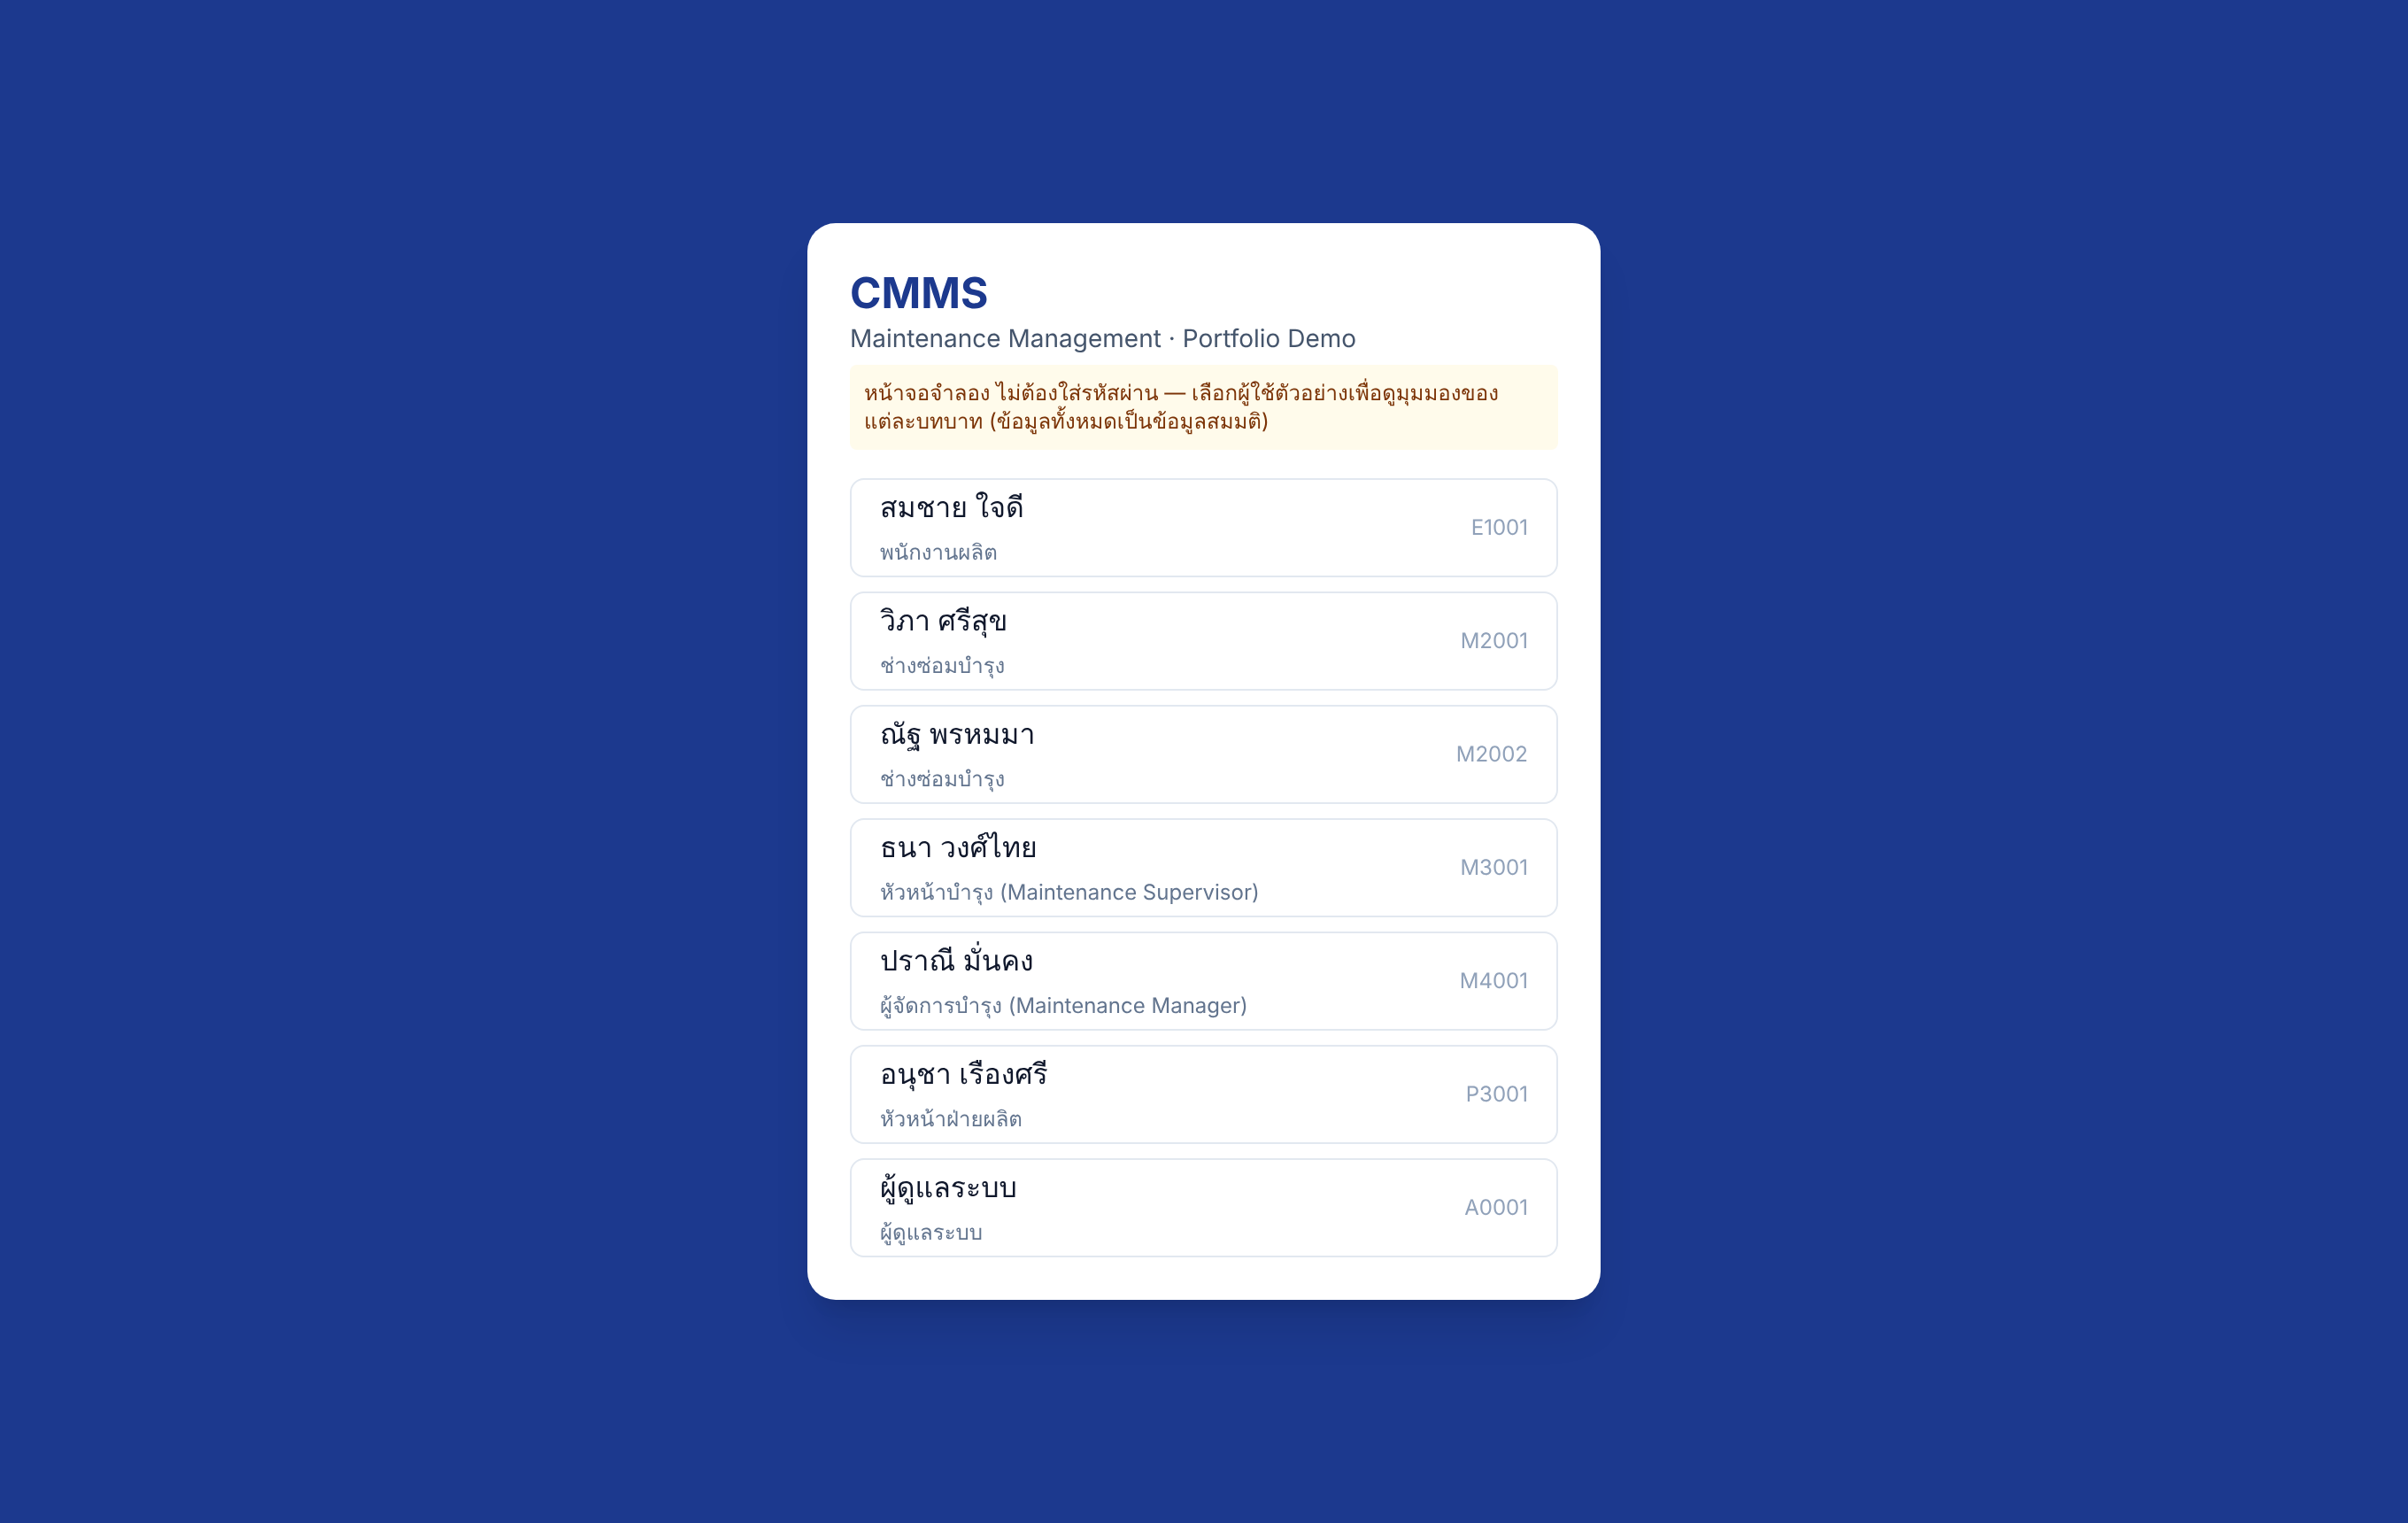 CMMS
Maintenance Management · Portfolio Demo
หน้าจอจำลอง ไม่ต้องใส่รหัสผ่าน — เลือกผู้ใช้ตัวอย่างเพื่อดูมุมมองของ
แต่ละบทบาท (ข้อมูลทั้งหมดเป็นข้อมูลสมมติ)
สมชาย ใจดี
พนักงานผลิต
E1001
วิภา ศรีสุข
ช่างซ่อมบำรุง
M2001
ณัฐ พรหมมา
ช่างซ่อมบำรุง
M2002
ธนา วงศ์ไทย
หัวหน้าบำรุง (Maintenance Supervisor)
M3001
ปราณี มั่นคง
ผู้จัดการบำรุง (Maintenance Manager)
M4001
อนุชา เรืองศรี
หัวหน้าฝ่ายผลิต
P3001
ผู้ดูแลระบบ
ผู้ดูแลระบบ
A0001